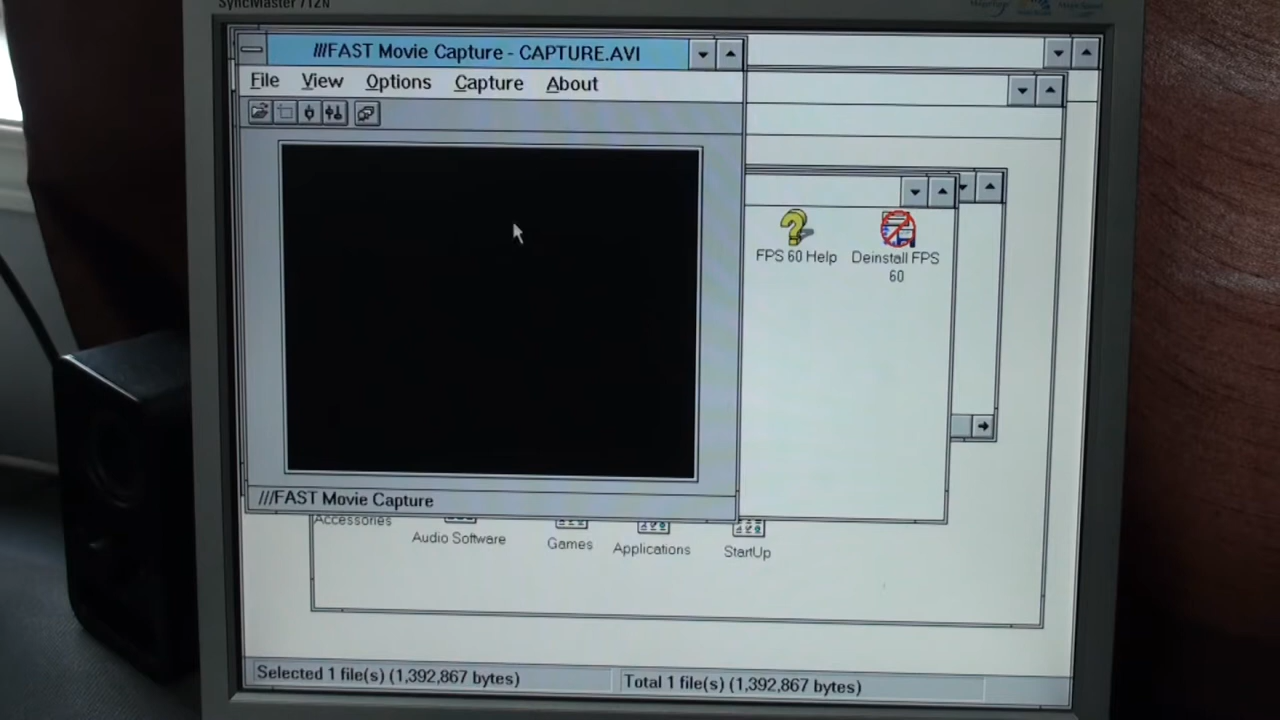 SyncMaster 712N
///FAST Movie Capture - CAPTURE.AVI
File View Options Capture About
FPS 60 Help
Deinstall FPS
60
///FAST Movie Capture
Accessories
Audio Software
Games
Applications
StartUp
Selected 1 file(s) (1,392,867 bytes)
Total 1 file(s) (1,392,867 bytes)